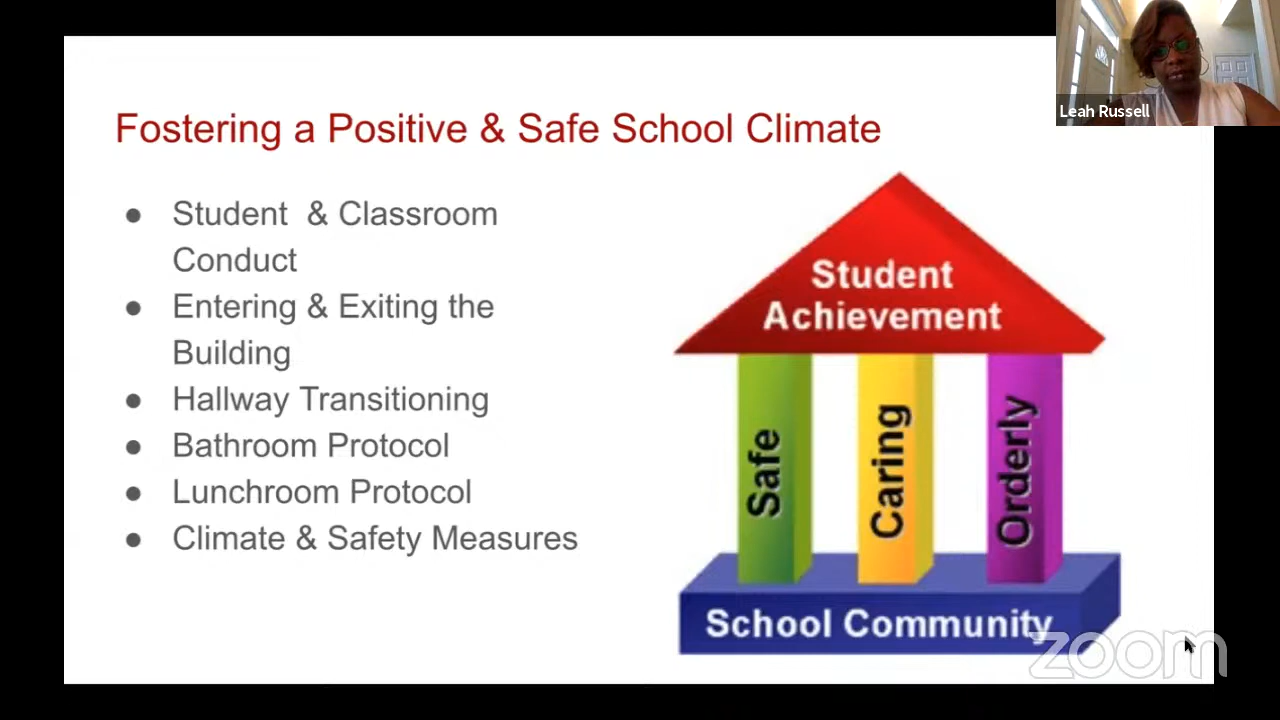 Leah Russell
Fostering a Positive & Safe School Climate
● Student & Classroom
Conduct
● Entering & Exiting the
Building
● Hallway Transitioning
● Bathroom Protocol
● Lunchroom Protocol
● Climate & Safety Measures
Student
Achievement
Safe
Caring
Orderly
School Community
zoom